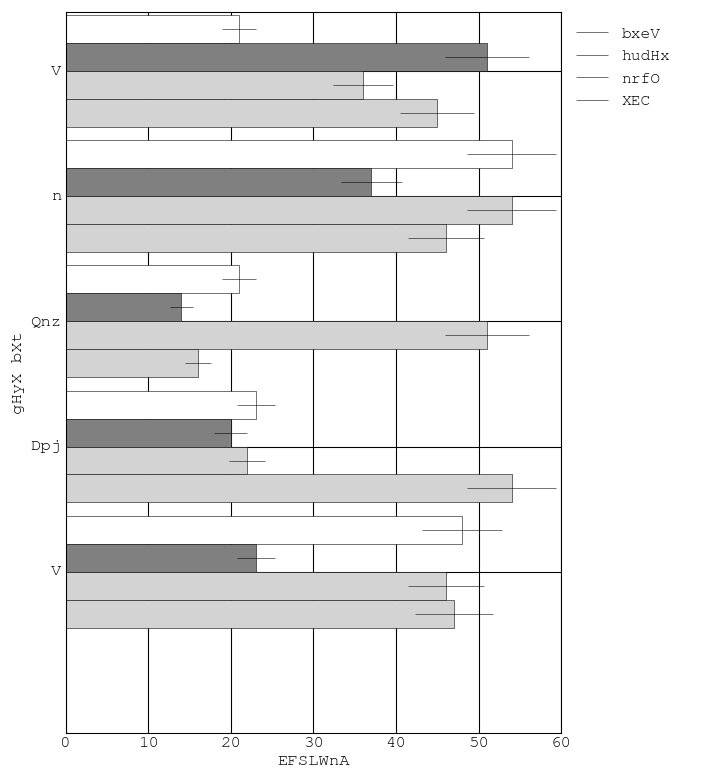 bxeV
hudHx
nrfO
XEC
V
n
Qnz
Dpj
V
gHyX bXt
0 10 20 30 40 50 60
EFSLWnA